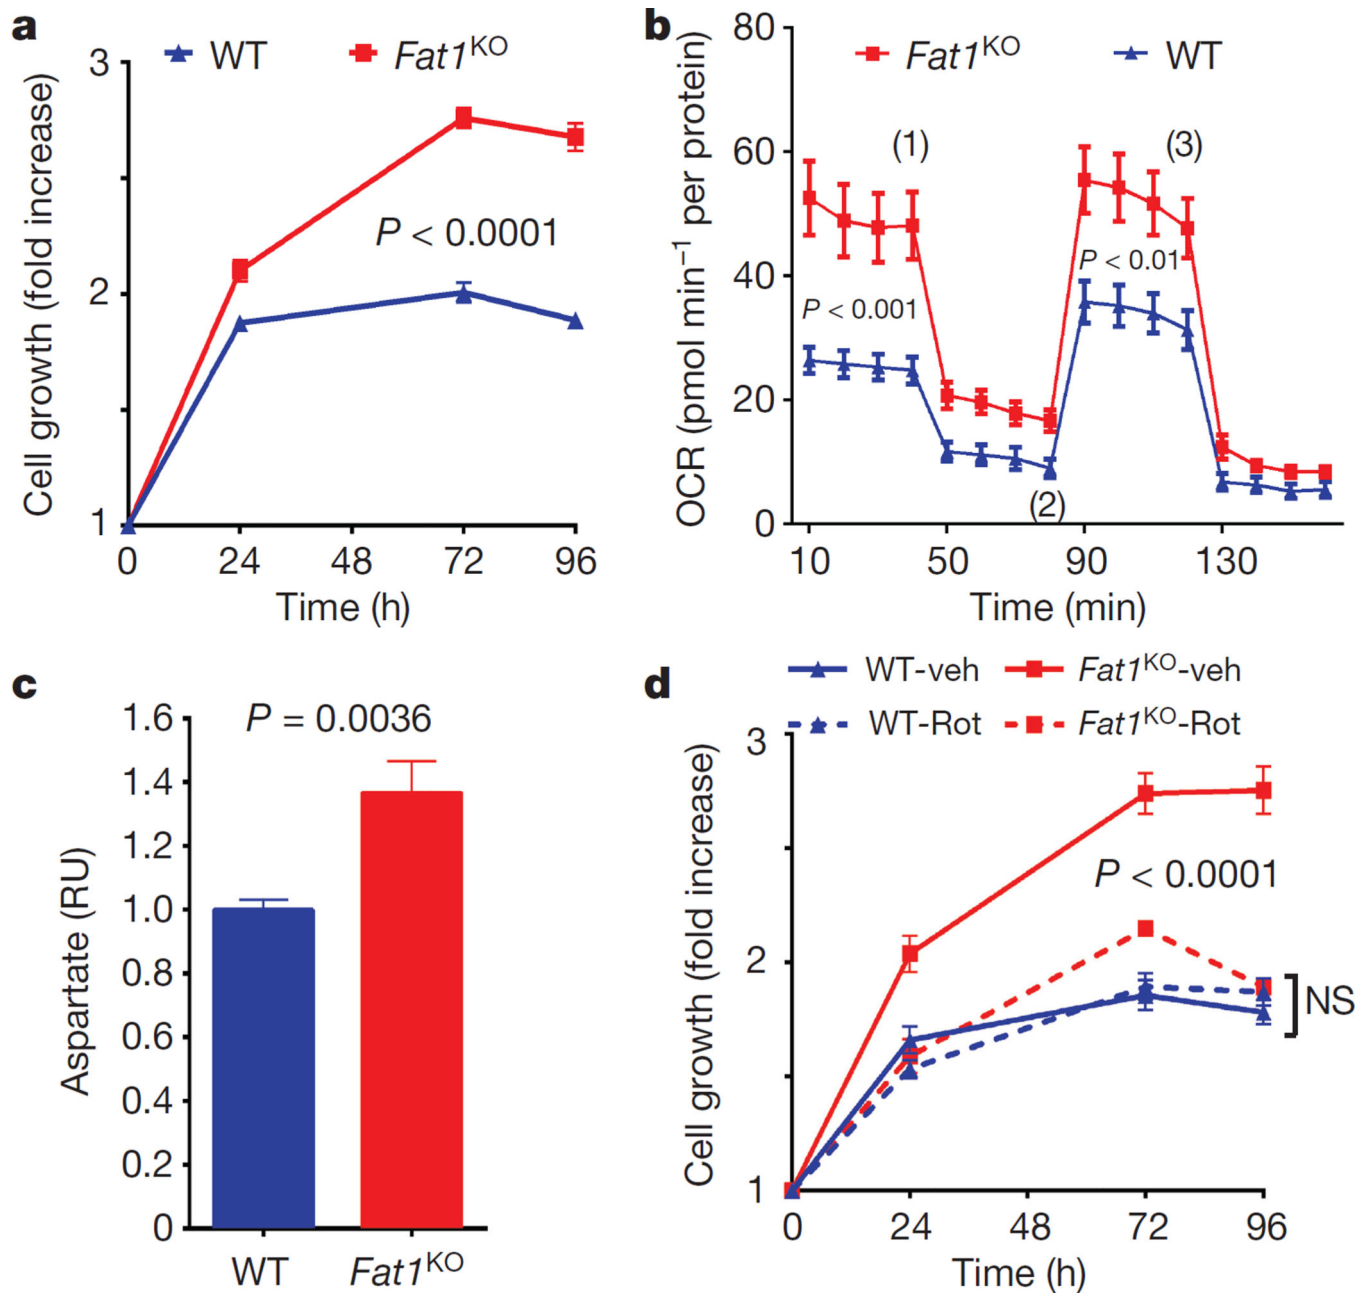 a
WT
Fat1KO
3
2
1
Cell growth (fold increase)
P < 0.0001
0
24
48
72
96
Time (h)
b
Fat1KO
WT
80
60
40
20
0
OCR (pmol min−1 per protein)
(1)
(3)
P < 0.01
P < 0.001
(2)
10
50
90
130
Time (min)
c
P = 0.0036
1.6
1.4
1.2
1.0
0.8
0.6
0.4
0.2
0
Aspartate (RU)
WT
Fat1KO
d
WT-veh
Fat1KO-veh
WT-Rot
Fat1KO-Rot
3
2
1
Cell growth (fold increase)
P < 0.0001
NS
0
24
48
72
96
Time (h)